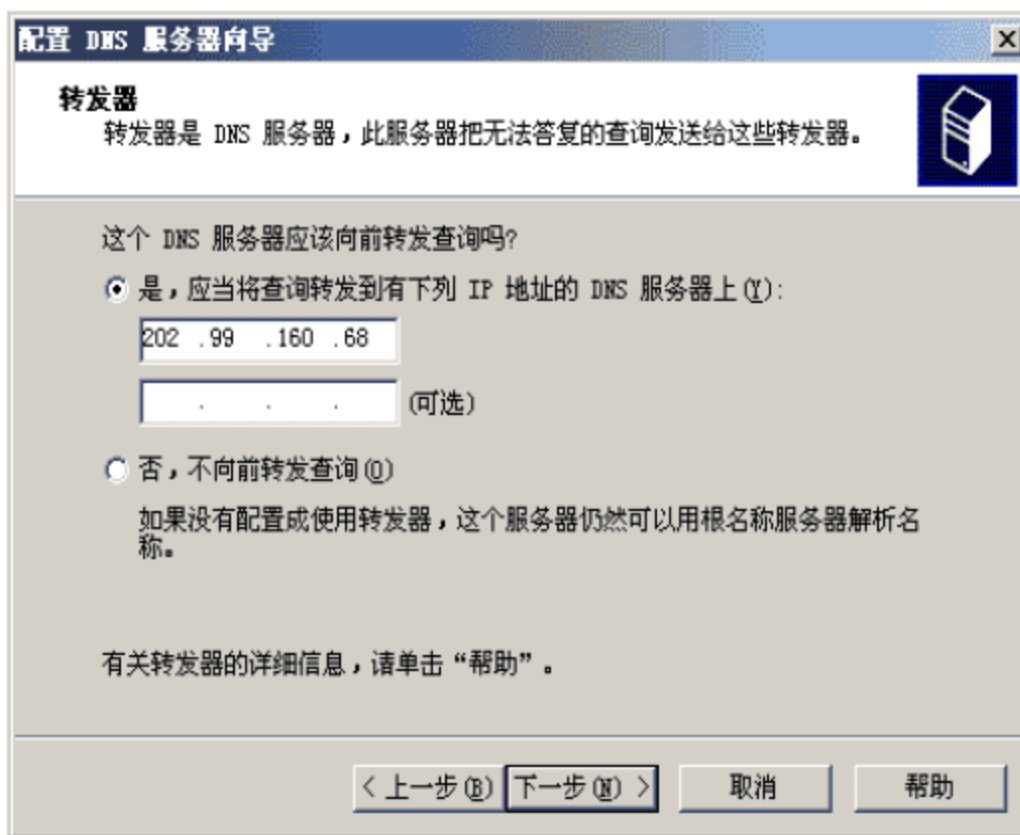 配置 DNS 服务器向导
转发器
转发器是 DNS 服务器，此服务器把无法答复的查询发送给这些转发器。
这个 DNS 服务器应该向前转发查询吗?
是，应当将查询转发到有下列 IP 地址的 DNS 服务器上(Y):
202 .99 .160 .68
. . . (可选)
否，不向前转发查询(O)
如果没有配置成使用转发器，这个服务器仍然可以用根名称服务器解析名
称。
有关转发器的详细信息，请单击“帮助”。
< 上一步(B) 下一步(N) > 取消 帮助